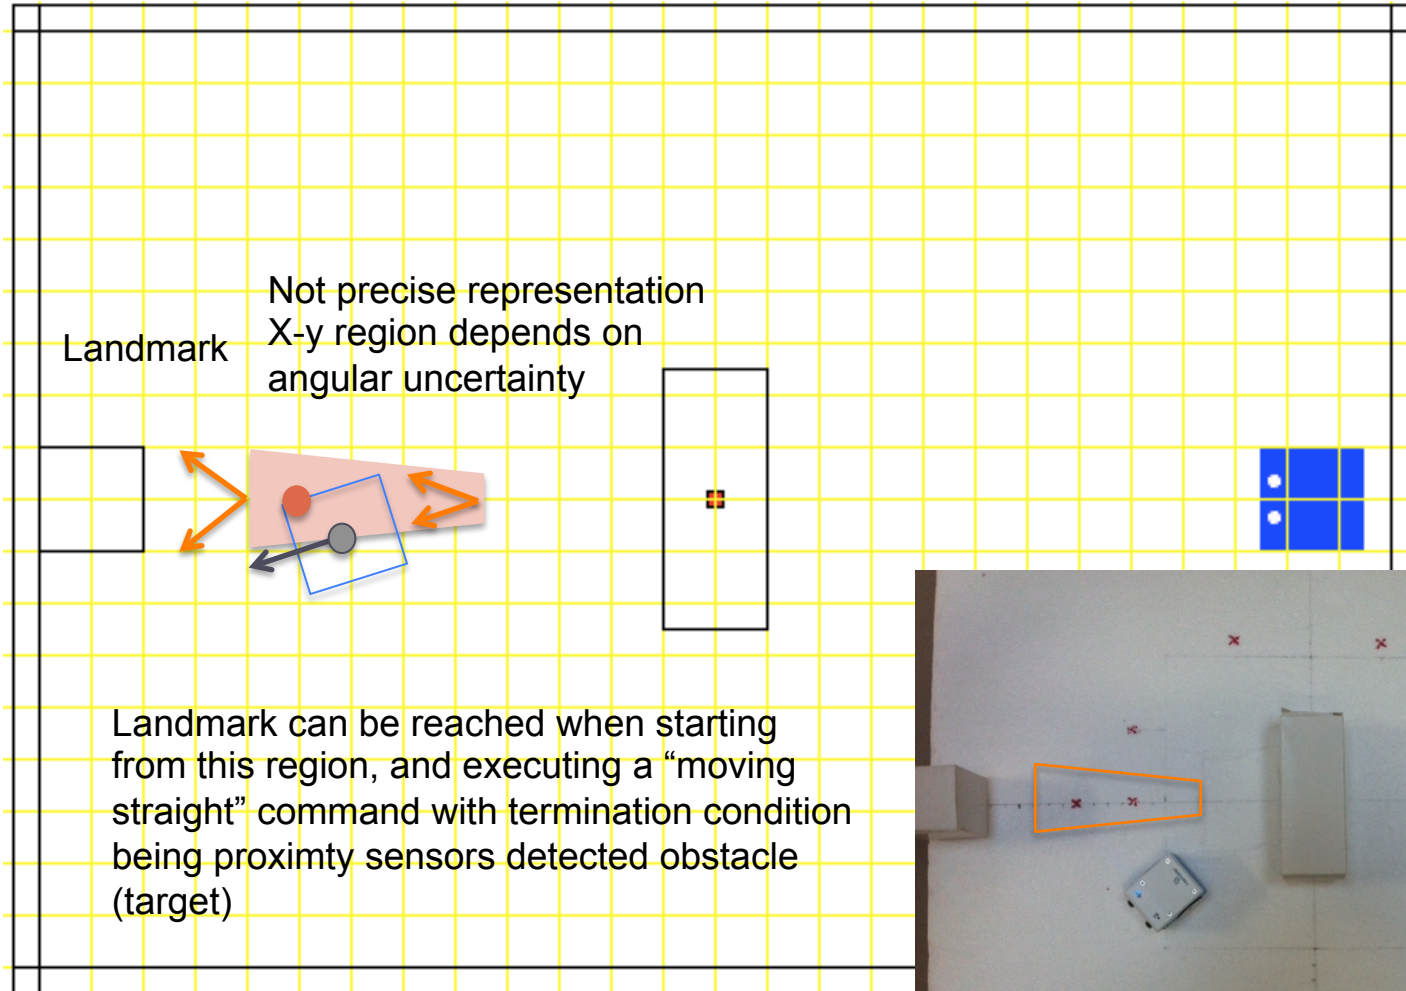 Not precise representation
X-y region depends on
angular uncertainty
Landmark
Landmark can be reached when starting
from this region, and executing a “moving
straight” command with termination condition
being proximty sensors detected obstacle
(target)